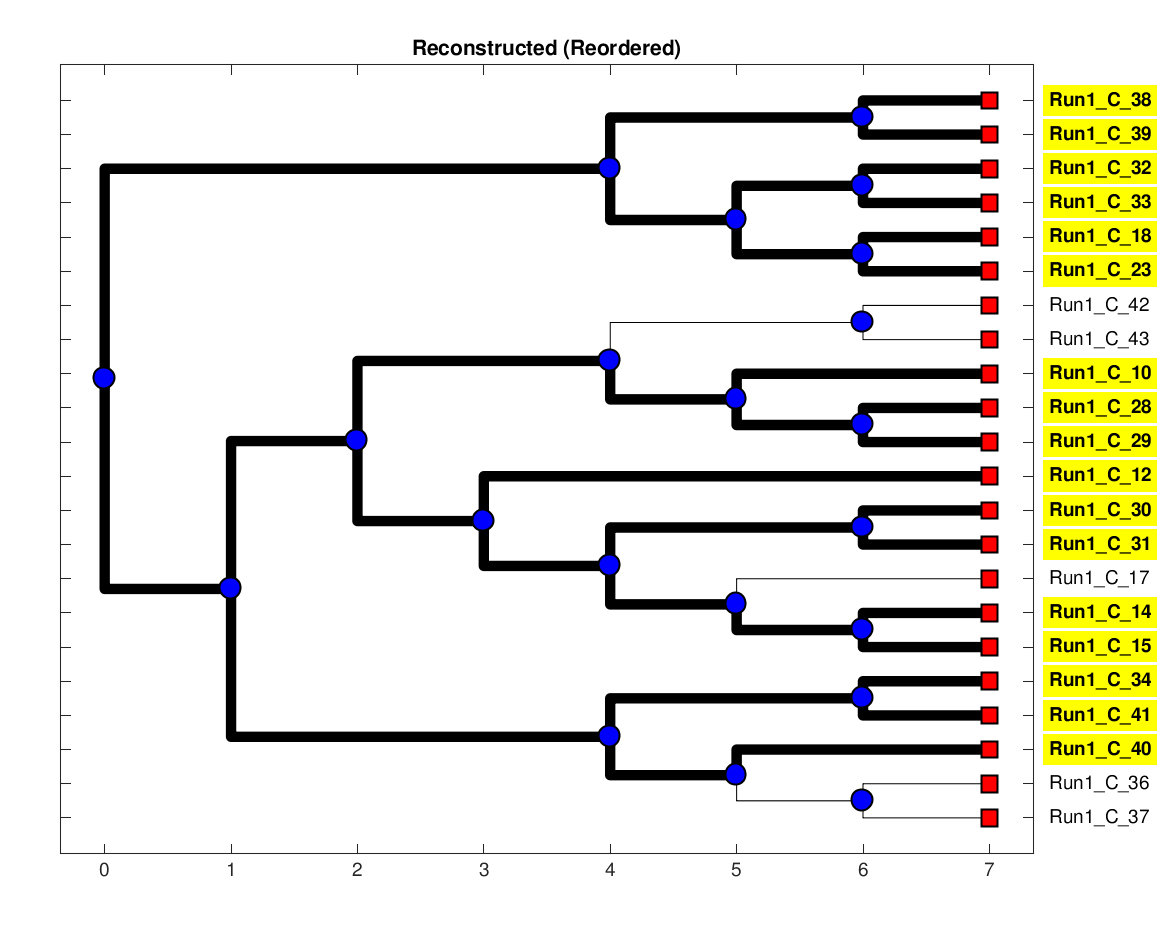 Reconstructed (Reordered)
Run1_C_38
Run1_C_39
Run1_C_32
Run1_C_33
Run1_C_18
Run1_C_23
Run1_C_42
Run1_C_43
Run1_C_10
Run1_C_28
Run1_C_29
Run1_C_12
Run1_C_30
Run1_C_31
Run1_C_17
Run1_C_14
Run1_C_15
Run1_C_34
Run1_C_41
Run1_C_40
Run1_C_36
Run1_C_37
0 1 2 3 4 5 6 7